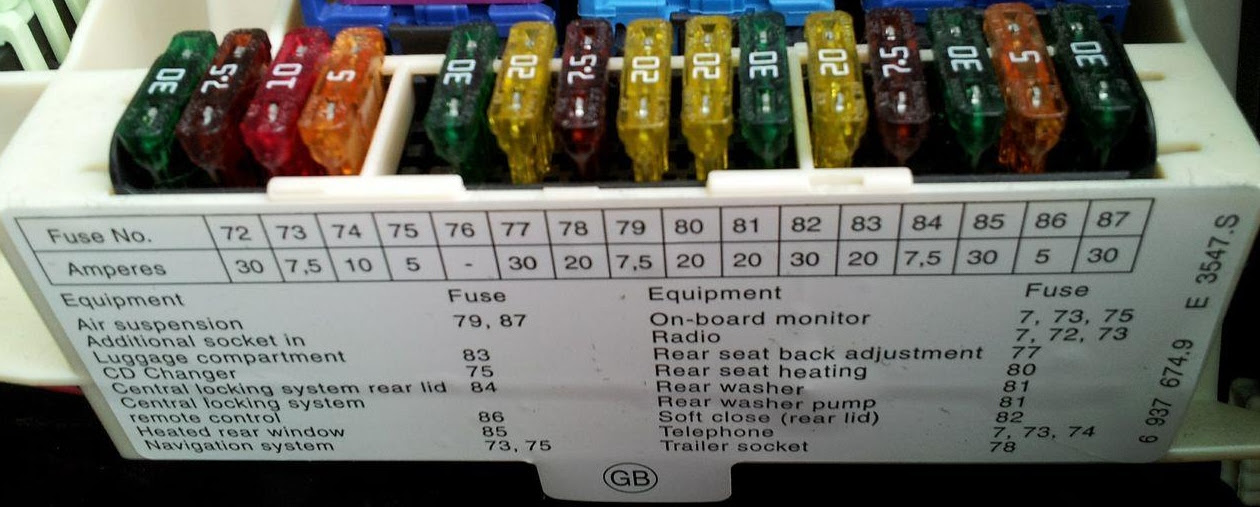 30 7.5 10 5 30 20 7.5 20 20 30 20 7.5 30 5 30
Fuse No. 72 73 74 75 76 77 78 79 80 81 82 83 84 85 86 87
Amperes 30 7,5 10 5 - 30 20 7,5 20 20 30 20 7,5 30 5 30
Equipment Fuse
Air suspension 79, 87
Additional socket in
Luggage compartment 83
CD Changer 75
Central locking system rear lid 84
Central locking system
remote control 86
Heated rear window 85
Navigation system 73, 75
Equipment Fuse
On-board monitor 7, 73, 75
Radio 7, 72, 73
Rear seat back adjustment 77
Rear seat heating 80
Rear washer 81
Rear washer pump 81
Soft close (rear lid) 82
Telephone 7, 73, 74
Trailer socket 78
6 937 674.9 E 3547.S
GB